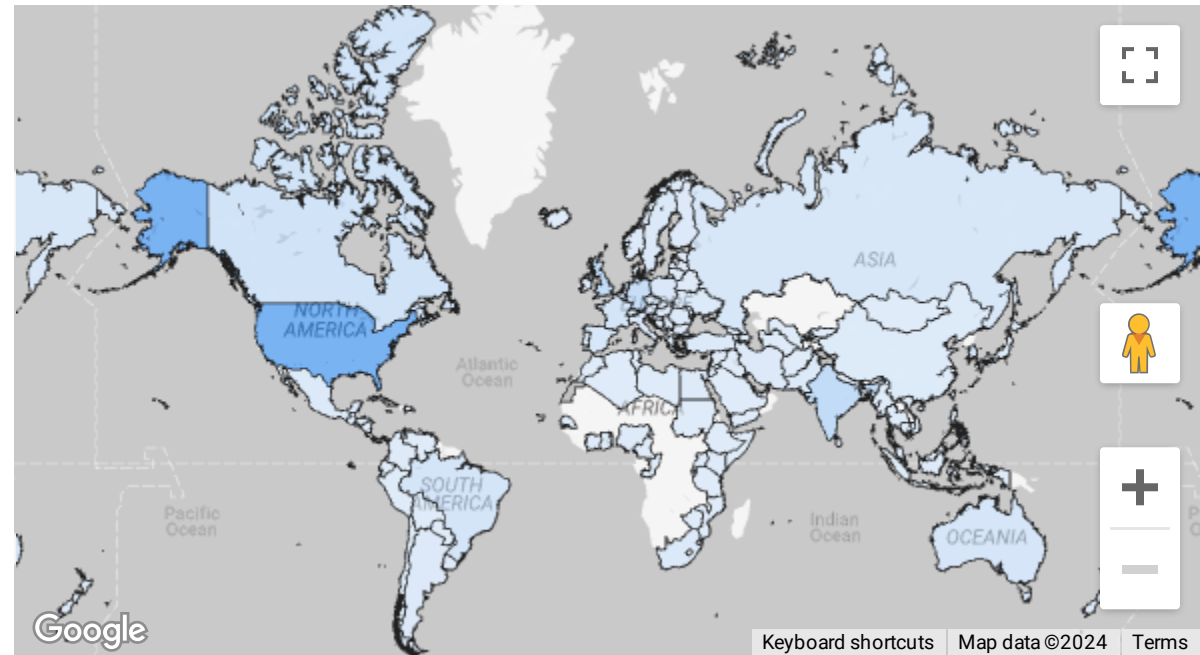 ASIA
NORTH
AMERICA
EUROPE
Atlantic
Ocean
AFRICA
SOUTH
AMERICA
Pacific
Ocean
Indian
Ocean
OCEANIA
P
Google
Keyboard shortcuts
Map data ©2024
Terms